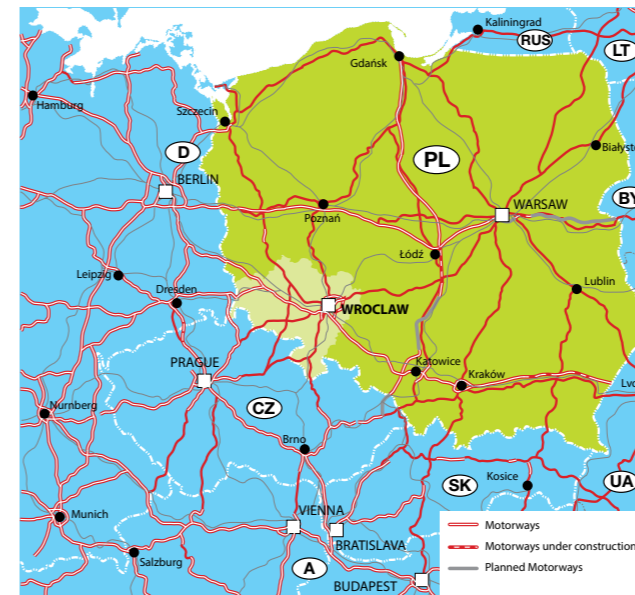 Kaliningrad
RUS
LT
Gdańsk
Hamburg
Szczecin
D
PL
Białyst
BERLIN
BY
WARSAW
Poznań
Łódź
Leipzig
Dresden
Lublin
WROCLAW
PRAGUE
Katowice
Kraków
Lvo
CZ
Nurnberg
Brno
SK
Kosice
UA
VIENNA
Munich
BRATISLAVA
Salzburg
A
BUDAPEST
Motorways
Motorways under construction
Planned Motorways